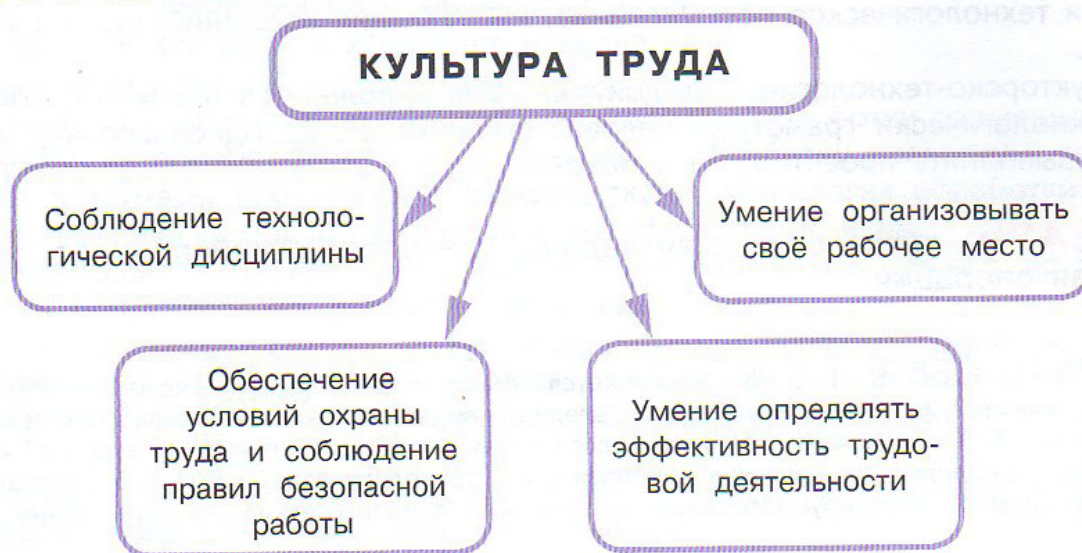 КУЛЬТУРА ТРУДА
Соблюдение техноло-
гической дисциплины
Умение организовывать
своё рабочее место
Обеспечение
условий охраны
труда и соблюдение
правил безопасной
работы
Умение определять
эффективность трудо-
вой деятельности